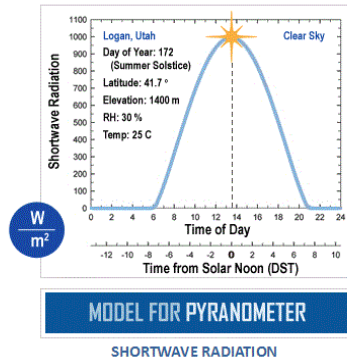 Logan, Utah
Clear Sky
Day of Year: 172
(Summer Solstice)
Latitude: 41.7 °
Elevation: 1400 m
RH: 30 %
Temp: 25 C
Shortwave Radiation
1100
1000
900
800
700
600
500
400
300
200
100
0
W
m²
0 2 4 6 8 10 12 14 16 18 20 22 24
Time of Day
-12 -10 -8 -6 -4 -2 0 2 4 6 8 10
Time from Solar Noon (DST)
MODEL FOR PYRANOMETER
SHORTWAVE RADIATION